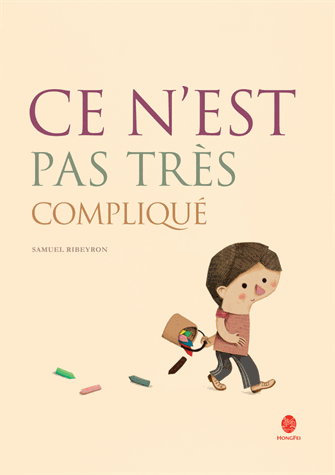 CE N'EST
PAS TRÈS
COMPLIQUÉ
SAMUEL RIBEYRON
HONGFEI